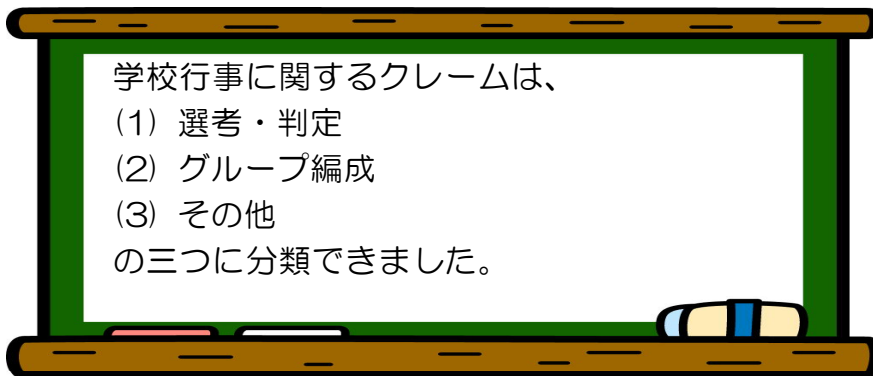 学校行事に関するクレームは、
(1) 選考・判定
(2) グループ編成
(3) その他
の三つに分類できました。